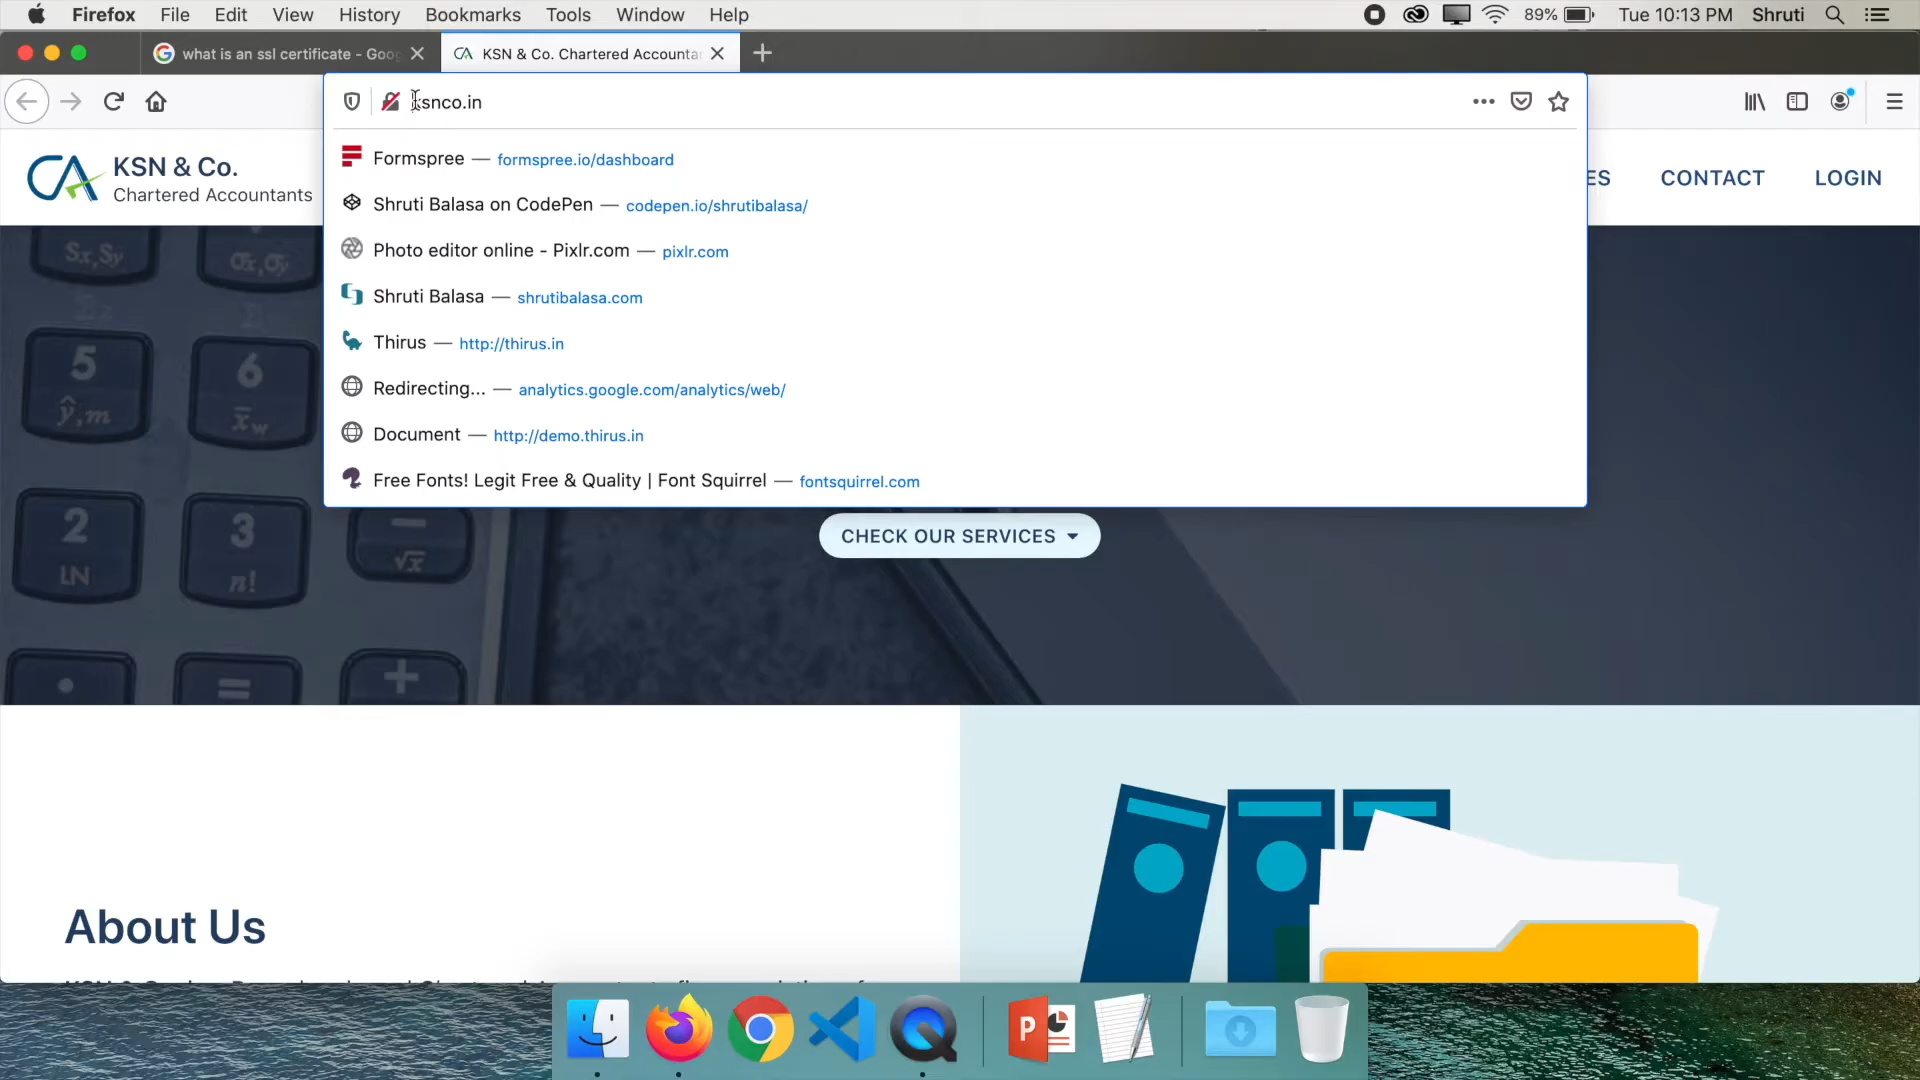 Firefox File Edit View History Bookmarks Tools Window Help 89% Tue 10:13 PM Shruti
what is an ssl certificate - Goo
KSN & Co. Chartered Accounta
ksnco.in
Formspree — formspree.io/dashboard
KSN & Co.
Chartered Accountants
ES CONTACT LOGIN
Shruti Balasa on CodePen — codepen.io/shrutibalasa/
Photo editor online - Pixlr.com — pixlr.com
Shruti Balasa — shrutibalasa.com
Thirus — http://thirus.in
Redirecting... — analytics.google.com/analytics/web/
Document — http://demo.thirus.in
Free Fonts! Legit Free & Quality | Font Squirrel — fontsquirrel.com
Sx,Sy σx,σy
5 6
ŷ,m x̄w
2 3
LN n! √x
CHECK OUR SERVICES
About Us